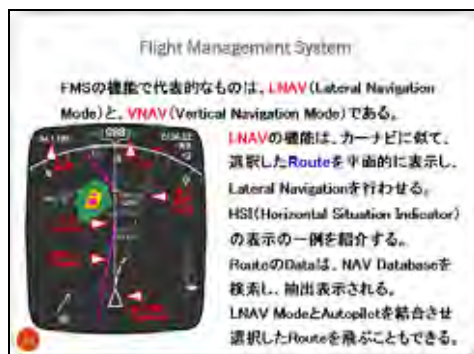 Flight Management System
FMSの機能で代表的なものは、LNAV(Lateral Navigation
Mode)と、VNAV(Vertical Navigation Mode)である。
LNAVの機能は、カーナビに似て、
選択したRouteを平面的に表示し、
Lateral Navigationを行わせる。
HSI(Horizontal Situation Indicator)
の表示の一例を紹介する。
RouteのDataは、NAV Databaseを
検索し、抽出表示される。
LNAV ModeとAutopilotを結合させ
選択したRouteを飛ぶこともできる。